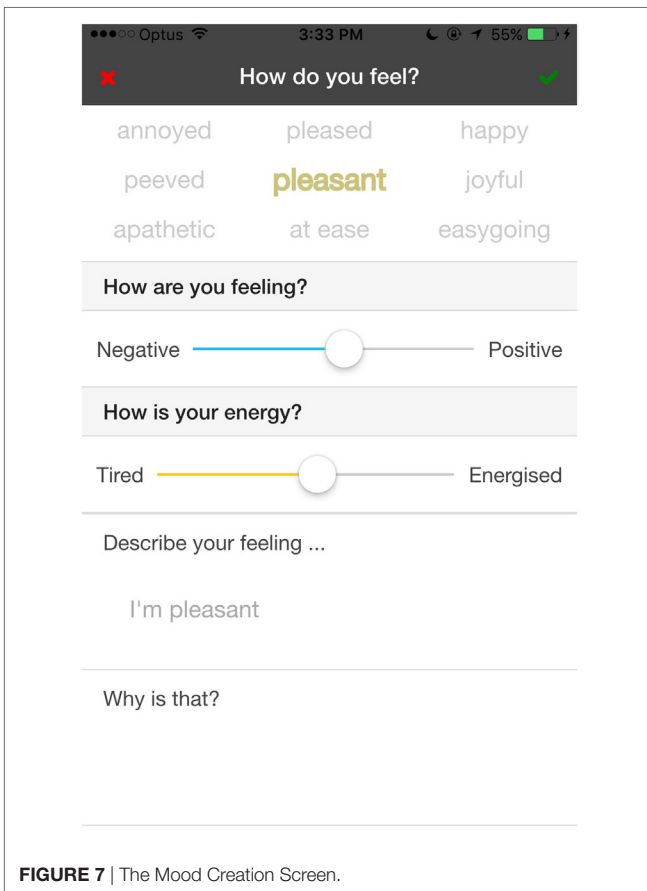 Optus 3:33 PM 55%
How do you feel?
annoyed pleased happy
peeved pleasant joyful
apathetic at ease easygoing
How are you feeling?
Negative Positive
How is your energy?
Tired Energised
Describe your feeling ...
I'm pleasant
Why is that?
FIGURE 7 | The Mood Creation Screen.